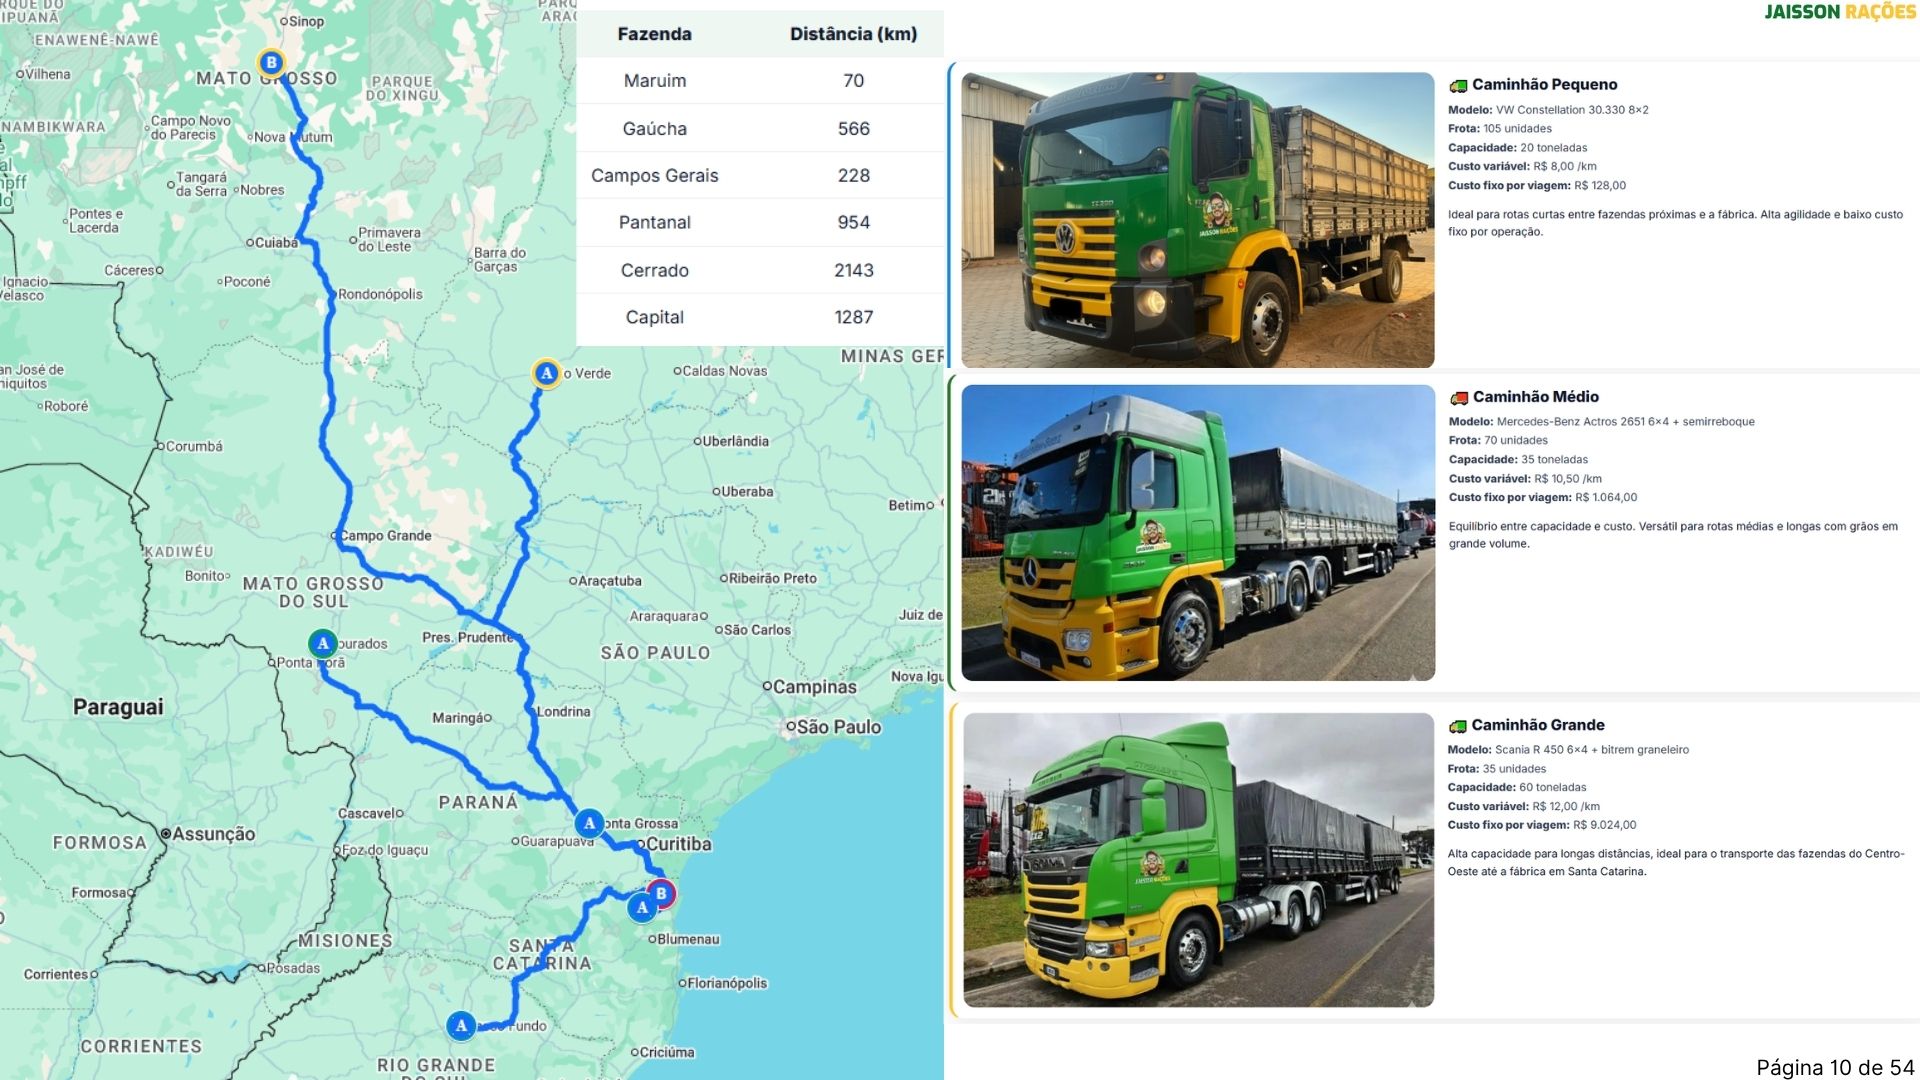 JAISSON RAÇÕES
Fazenda Distância (km)
Maruim 70
Gaúcha 566
Campos Gerais 228
Pantanal 954
Cerrado 2143
Capital 1287
Sinop
ENAWENÊ-NAWÊ
Vilhena
B
MATO GROSSO
PARQUE
DO XINGU
NAMBIKWARA
Campo Novo
do Parecis
Nova Mutum
Tangará
da Serra
Nobres
Pontes e
Lacerda
Cuiabá
Primavera
do Leste
Barra do
Garças
Cáceres
Poconé
Ignacio
Velasco
Rondonópolis
MINAS GER
A
o Verde
Caldas Novas
an José de
niquitos
Roboré
Corumbá
Uberlândia
Uberaba
Betim
Campo Grande
KADIWÉU
Bonito
MATO GROSSO
DO SUL
Araçatuba
Ribeirão Preto
Araraquara
São Carlos
Juiz de
A
ourados
Pres. Prudente
Ponta Porã
SÃO PAULO
Nova Igu
Campinas
Paraguai
Maringá
Londrina
São Paulo
PARANÁ
Cascavel
A
onta Grossa
FORMOSA
Assunção
Guarapuava
Curitiba
Foz do Iguaçu
Formosa
B
A
MISIONES
SANTA
CATARINA
Blumenau
Corrientes
Posadas
Florianópolis
A
sso Fundo
CORRIENTES
RIO GRANDE
DO SUL
Criciúma
Caminhão Pequeno
Modelo: VW Constellation 30.330 8×2
Frota: 105 unidades
Capacidade: 20 toneladas
Custo variável: R$ 8,00 /km
Custo fixo por viagem: R$ 128,00
Ideal para rotas curtas entre fazendas próximas e a fábrica. Alta agilidade e baixo custo
fixo por operação.
JAISSON RAÇÕES
Caminhão Médio
Modelo: Mercedes-Benz Actros 2651 6×4 + semirreboque
Frota: 70 unidades
Capacidade: 35 toneladas
Custo variável: R$ 10,50 /km
Custo fixo por viagem: R$ 1.064,00
Equilíbrio entre capacidade e custo. Versátil para rotas médias e longas com grãos em
grande volume.
JAISSON RAÇÕES
Caminhão Grande
Modelo: Scania R 450 6×4 + bitrem graneleiro
Frota: 35 unidades
Capacidade: 60 toneladas
Custo variável: R$ 12,00 /km
Custo fixo por viagem: R$ 9.024,00
Alta capacidade para longas distâncias, ideal para o transporte das fazendas do Centro-
Oeste até a fábrica em Santa Catarina.
SCANIA
JAISSON RAÇÕES
Página 10 de 54